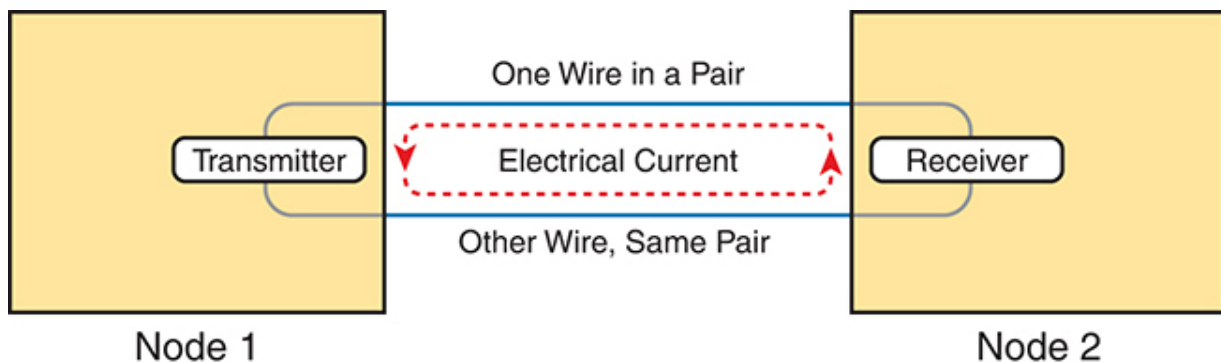 One Wire in a Pair
Transmitter
Electrical Current
Receiver
Other Wire, Same Pair
Node 1
Node 2